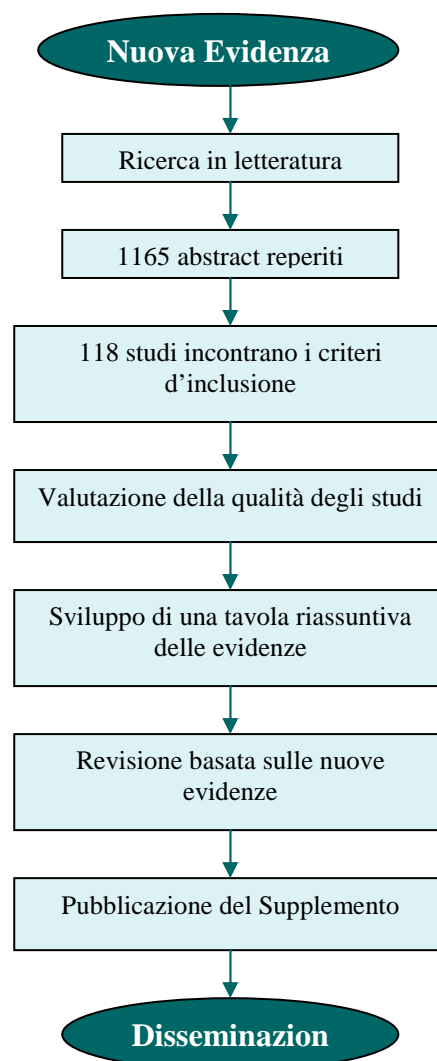 Nuova Evidenza
Ricerca in letteratura
1165 abstract reperiti
118 studi incontrano i criteri
d’inclusione
Valutazione della qualità degli studi
Sviluppo di una tavola riassuntiva
delle evidenze
Revisione basata sulle nuove
evidenze
Pubblicazione del Supplemento
Disseminazion